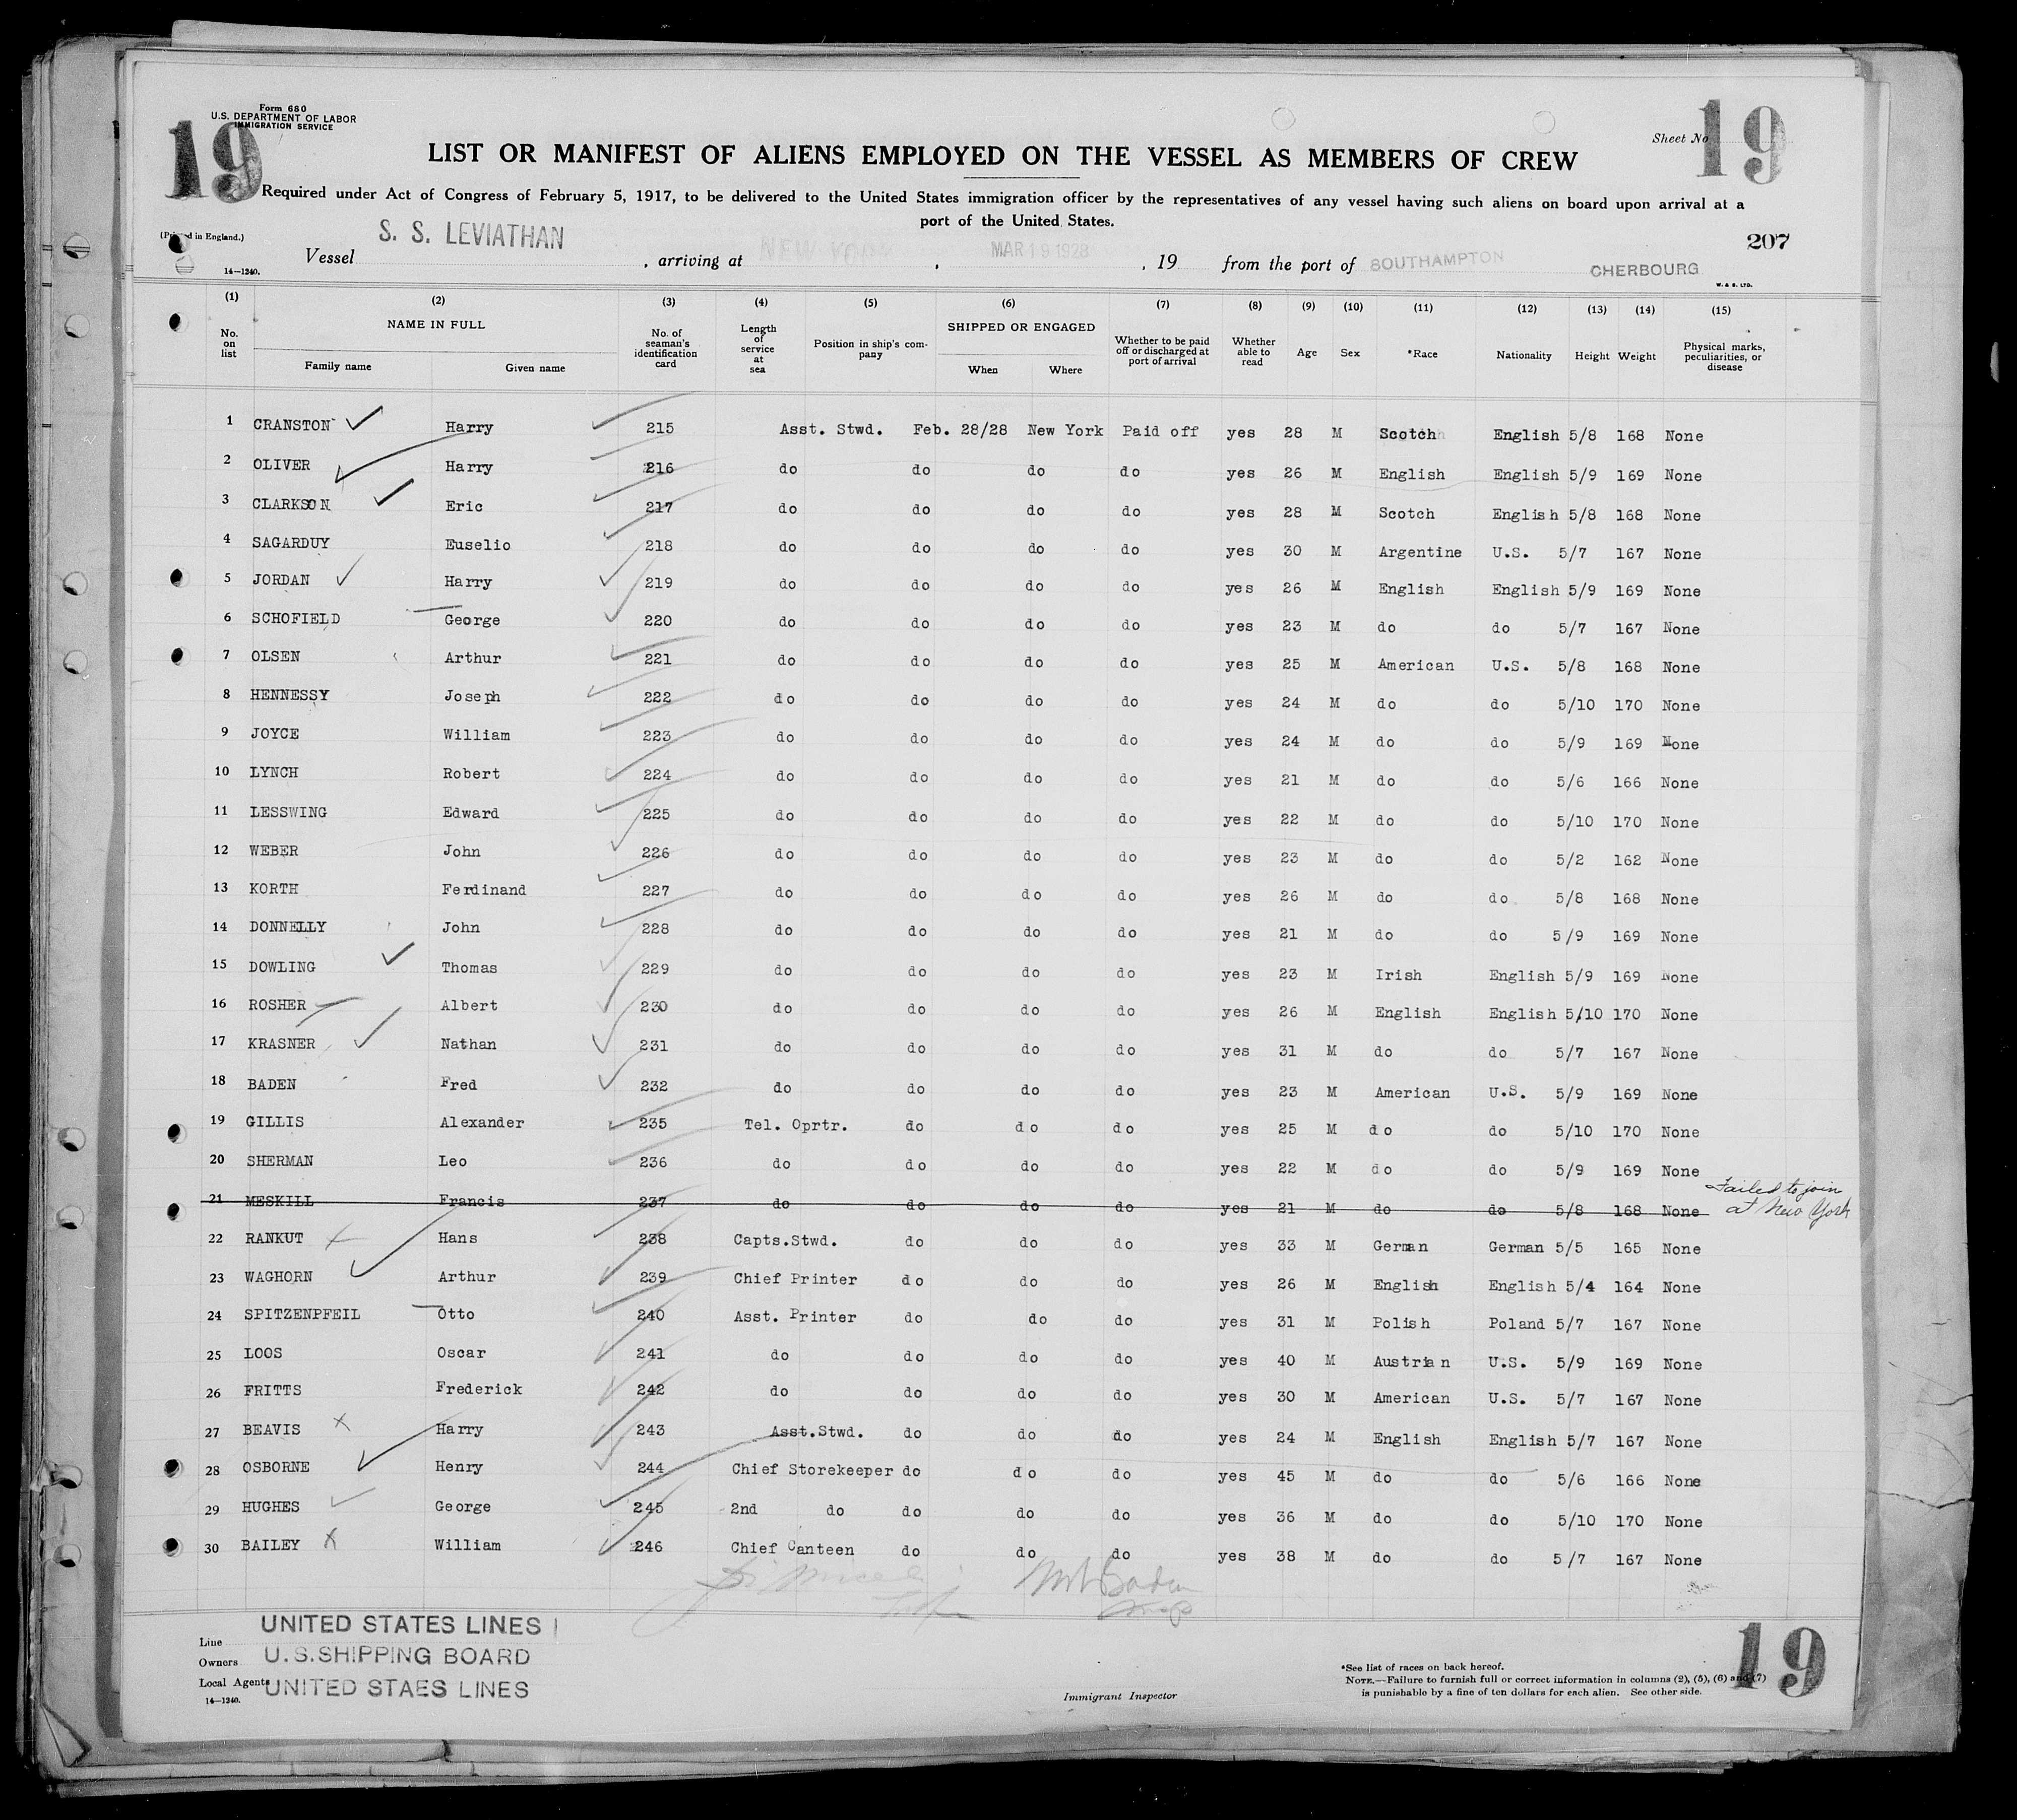 Form 680
U.S. DEPARTMENT OF LABOR
IMMIGRATION SERVICE
19
Sheet No. 19
LIST OR MANIFEST OF ALIENS EMPLOYED ON THE VESSEL AS MEMBERS OF CREW
Required under Act of Congress of February 5, 1917, to be delivered to the United States immigration officer by the representatives of any vessel having such aliens on board upon arrival at a
port of the United States.
(Printed in England.)
207
Vessel S. S. LEVIATHAN , arriving at NEW YORK , MAR 19 1928 , 19 from the port of SOUTHAMPTON CHERBOURG
14—1240.
W. & S. LTD.
(1) (2) (3) (4) (5) (6) (7) (8) (9) (10) (11) (12) (13) (14) (15)
No. on list NAME IN FULL Family name Given name No. of seaman's identification card Length of service at sea Position in ship's company SHIPPED OR ENGAGED When Where Whether to be paid off or discharged at port of arrival Whether able to read Age Sex *Race Nationality Height Weight Physical marks, peculiarities, or disease
1 CRANSTON Harry 215 Asst. Stwd. Feb. 28/28 New York Paid off yes 28 M Scotch English 5/8 168 None
2 OLIVER Harry 216 do do do do yes 26 M English English 5/9 169 None
3 CLARKSON Eric 217 do do do do yes 28 M Scotch English 5/8 168 None
4 SAGARDUY Euselio 218 do do do do yes 30 M Argentine U.S. 5/7 167 None
5 JORDAN Harry 219 do do do do yes 26 M English English 5/9 169 None
6 SCHOFIELD George 220 do do do do yes 23 M do do 5/7 167 None
7 OLSEN Arthur 221 do do do do yes 25 M American U.S. 5/8 168 None
8 HENNESSY Joseph 222 do do do do yes 24 M do do 5/10 170 None
9 JOYCE William 223 do do do do yes 24 M do do 5/9 169 None
10 LYNCH Robert 224 do do do do yes 21 M do do 5/6 166 None
11 LESSWING Edward 225 do do do do yes 22 M do do 5/10 170 None
12 WEBER John 226 do do do do yes 23 M do do 5/2 162 None
13 KORTH Ferdinand 227 do do do do yes 26 M do do 5/8 168 None
14 DONNELLY John 228 do do do do yes 21 M do do 5/9 169 None
15 DOWLING Thomas 229 do do do do yes 23 M Irish English 5/9 169 None
16 ROSHER Albert 230 do do do do yes 26 M English English 5/10 170 None
17 KRASNER Nathan 231 do do do do yes 31 M do do 5/7 167 None
18 BADEN Fred 232 do do do do yes 23 M American U.S. 5/9 169 None
19 GILLIS Alexander 235 Tel. Oprtr. do do do yes 25 M do do 5/10 170 None
20 SHERMAN Leo 236 do do do do yes 22 M do do 5/9 169 None
21 MESKILL Francis 237 do do do do yes 21 M do do 5/8 168 None Failed to join at New York
22 RANKUT Hans 238 Capts.Stwd. do do do yes 33 M German German 5/5 165 None
23 WAGHORN Arthur 239 Chief Printer do do do yes 26 M English English 5/4 164 None
24 SPITZENPFEIL Otto 240 Asst. Printer do do do yes 31 M Polish Poland 5/7 167 None
25 LOOS Oscar 241 do do do do yes 40 M Austrian U.S. 5/9 169 None
26 FRITTS Frederick 242 do do do do yes 30 M American U.S. 5/7 167 None
27 BEAVIS Harry 243 Asst.Stwd. do do do yes 24 M English English 5/7 167 None
28 OSBORNE Henry 244 Chief Storekeeper do do do yes 45 M do do 5/6 166 None
29 HUGHES George 245 2nd do do do do yes 36 M do do 5/10 170 None
30 BAILEY William 246 Chief Canteen do do do yes 38 M do do 5/7 167 None
Line UNITED STATES LINES
Owners U.S.SHIPPING BOARD
Local Agents UNITED STAES LINES
14—1240.
Immigrant Inspector
*See list of races on back hereof.
NOTE.—Failure to furnish full or correct information in columns (2), (5), (6) and (7)
is punishable by a fine of ten dollars for each alien. See other side.
19